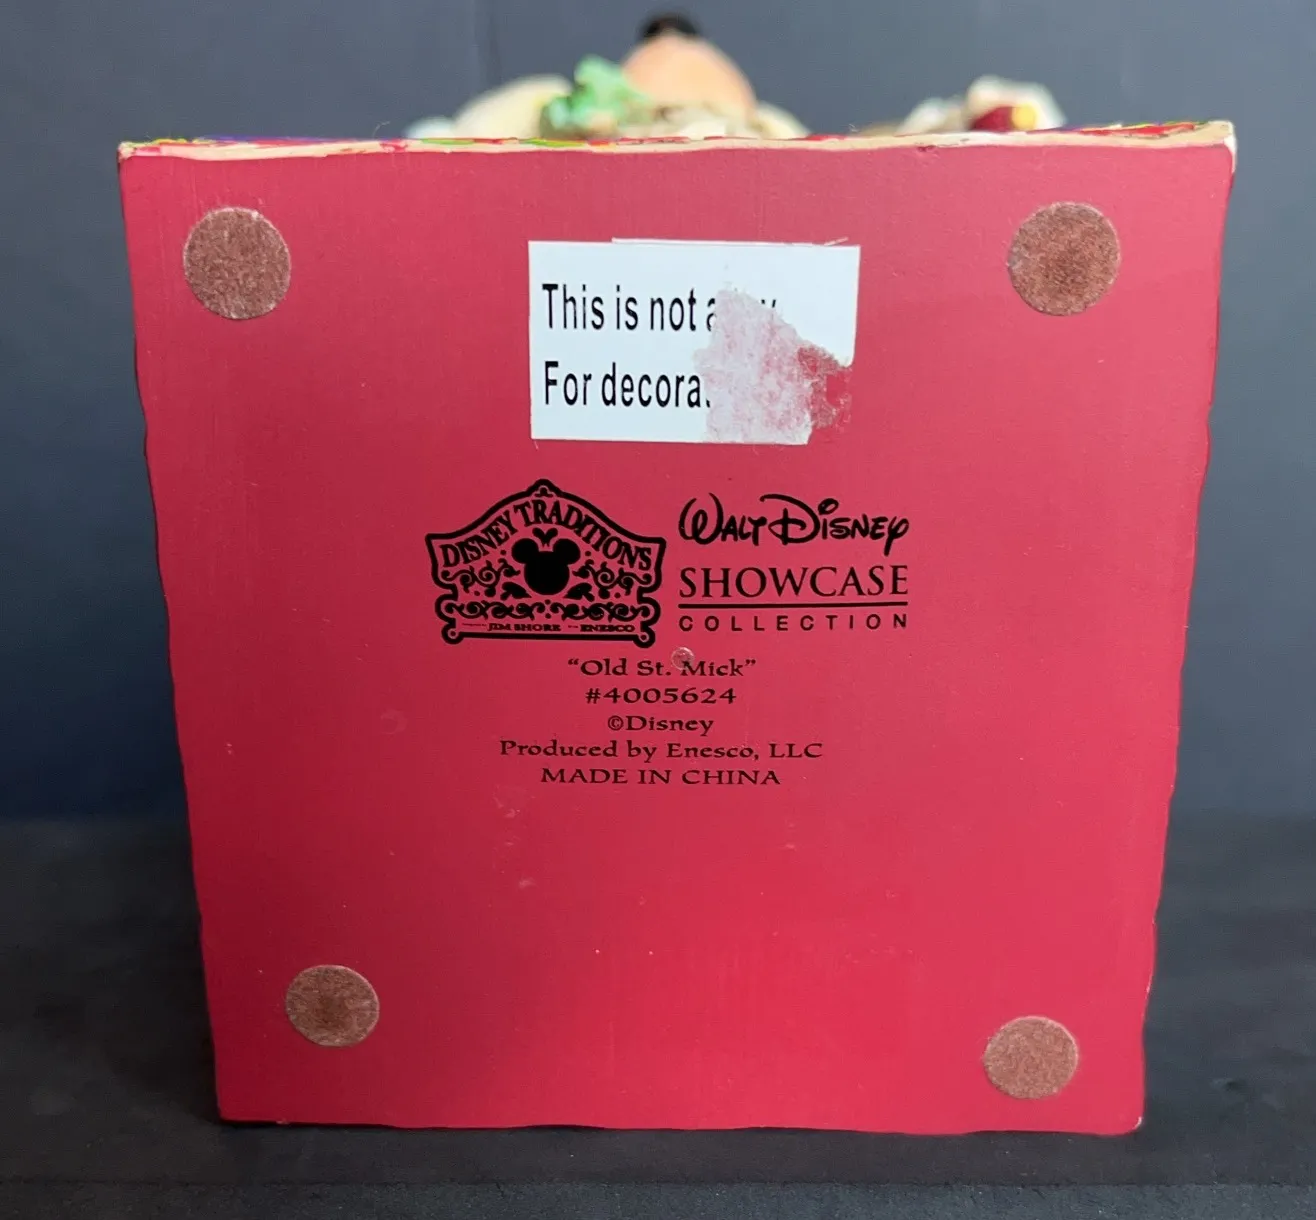 This is not a
For decora
DISNEY TRADITIONS
JIM SHORE ENESCO
WALT DISNEY
SHOWCASE
COLLECTION
“Old St. Mick”
#4005624
©Disney
Produced by Enesco, LLC
MADE IN CHINA